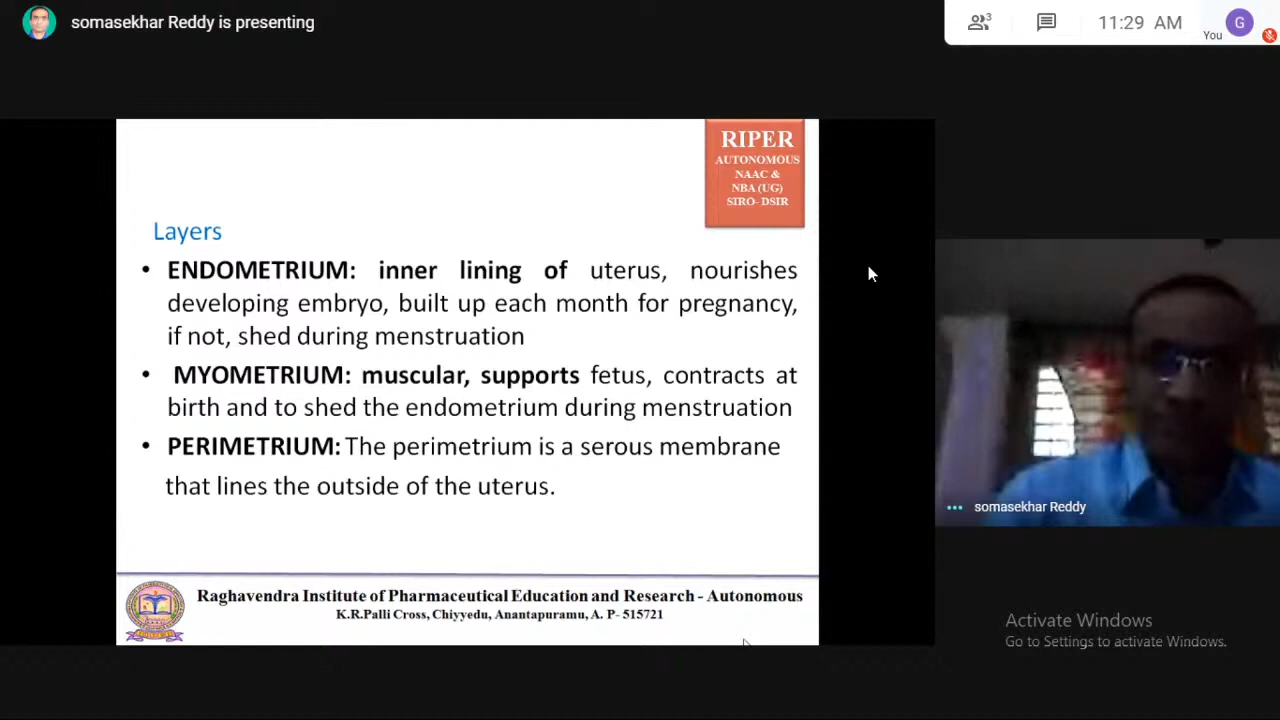 somasekhar Reddy is presenting
3
11:29 AM
You
G
RIPER
AUTONOMOUS
NAAC &
NBA (UG)
SIRO- DSIR
Layers
• ENDOMETRIUM: inner lining of uterus, nourishes
developing embryo, built up each month for pregnancy,
if not, shed during menstruation
• MYOMETRIUM: muscular, supports fetus, contracts at
birth and to shed the endometrium during menstruation
• PERIMETRIUM: The perimetrium is a serous membrane
that lines the outside of the uterus.
somasekhar Reddy
Raghavendra Institute of Pharmaceutical Education and Research - Autonomous
K.R.Palli Cross, Chiyyedu, Anantapuramu, A. P- 515721
Activate Windows
Go to Settings to activate Windows.